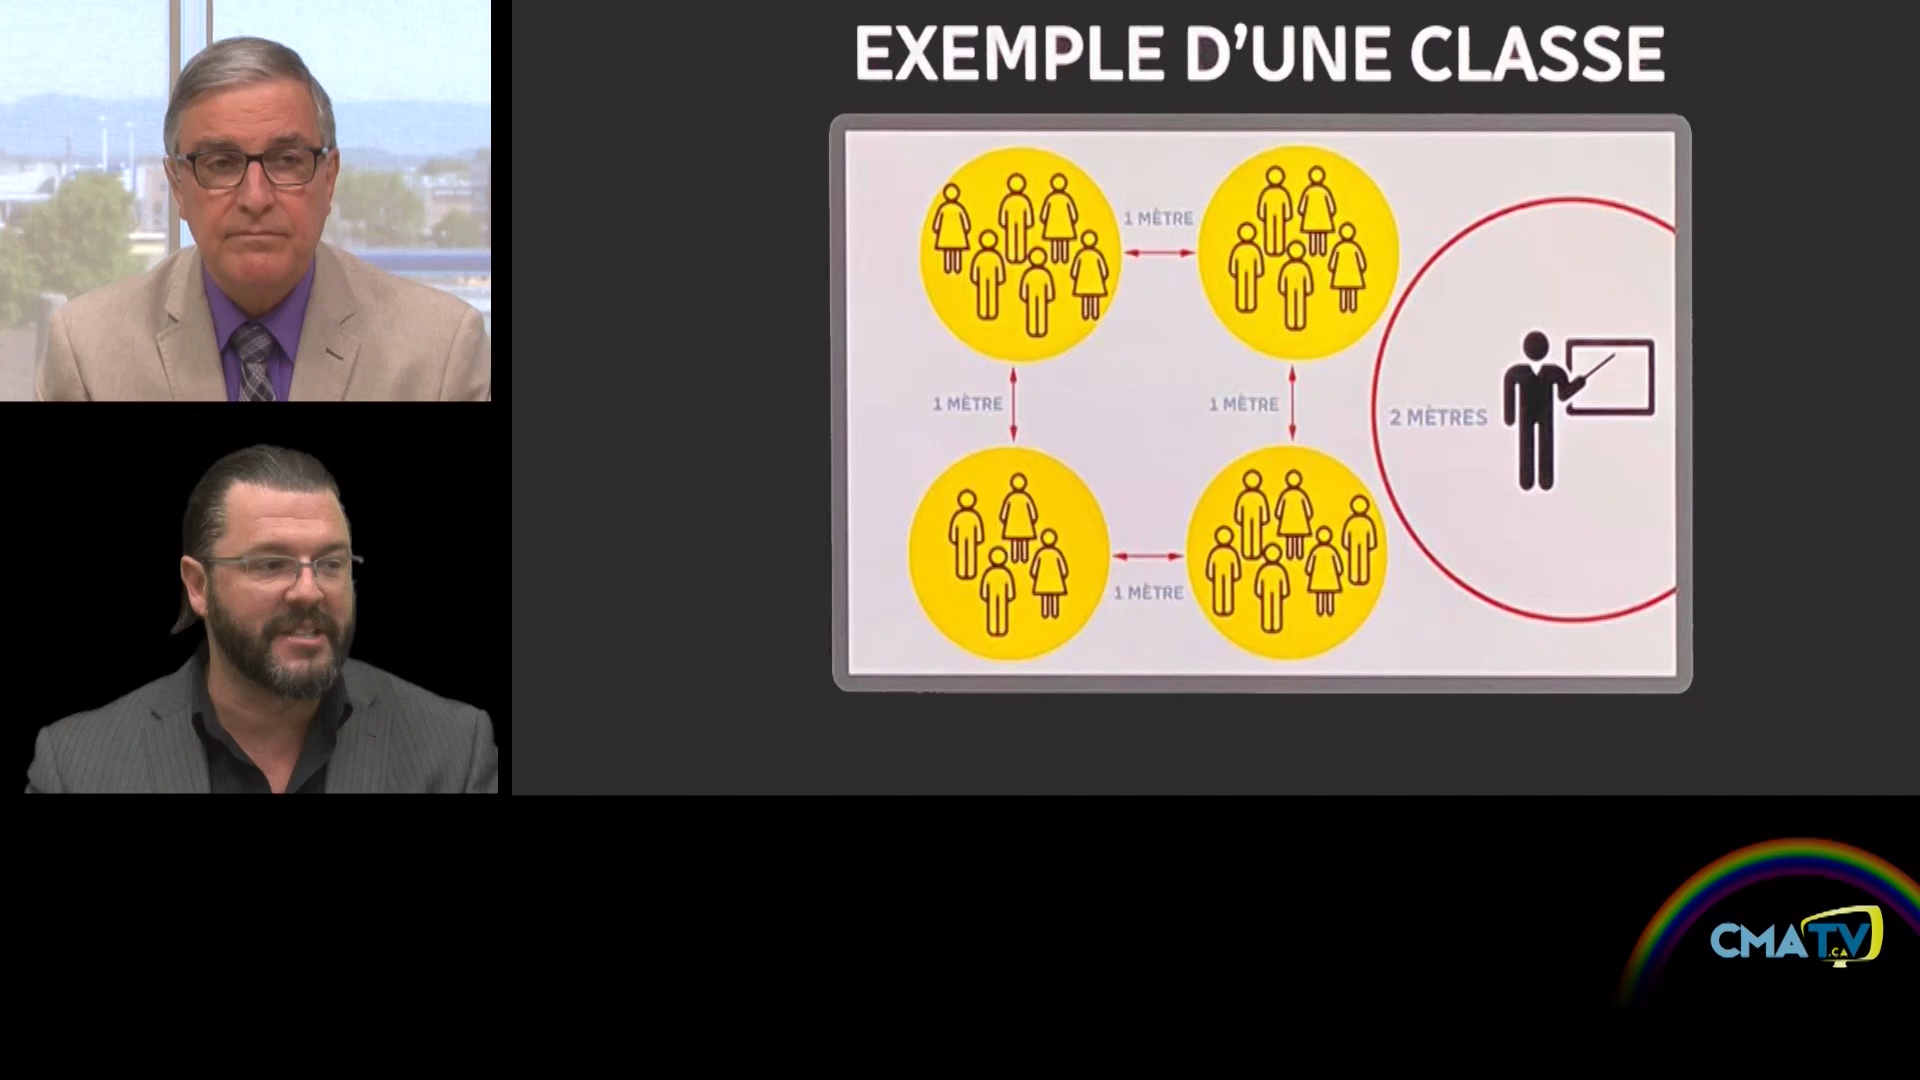 EXEMPLE D'UNE CLASSE
1 MÈTRE
1 MÈTRE
1 MÈTRE
2 MÈTRES
1 MÈTRE
CMATV
.CA